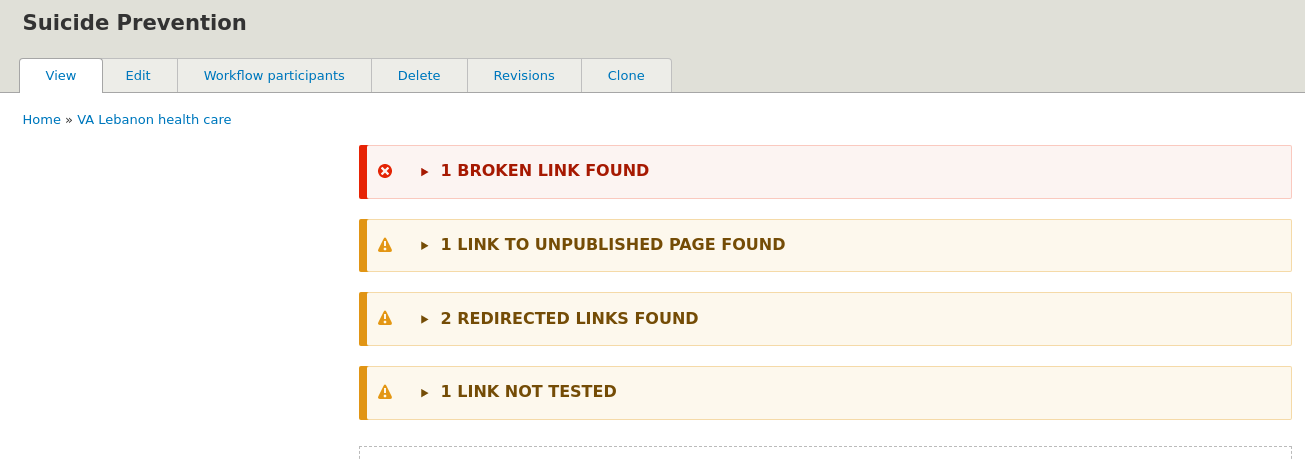 Suicide Prevention
View Edit Workflow participants Delete Revisions Clone
Home » VA Lebanon health care
1 BROKEN LINK FOUND
1 LINK TO UNPUBLISHED PAGE FOUND
2 REDIRECTED LINKS FOUND
1 LINK NOT TESTED